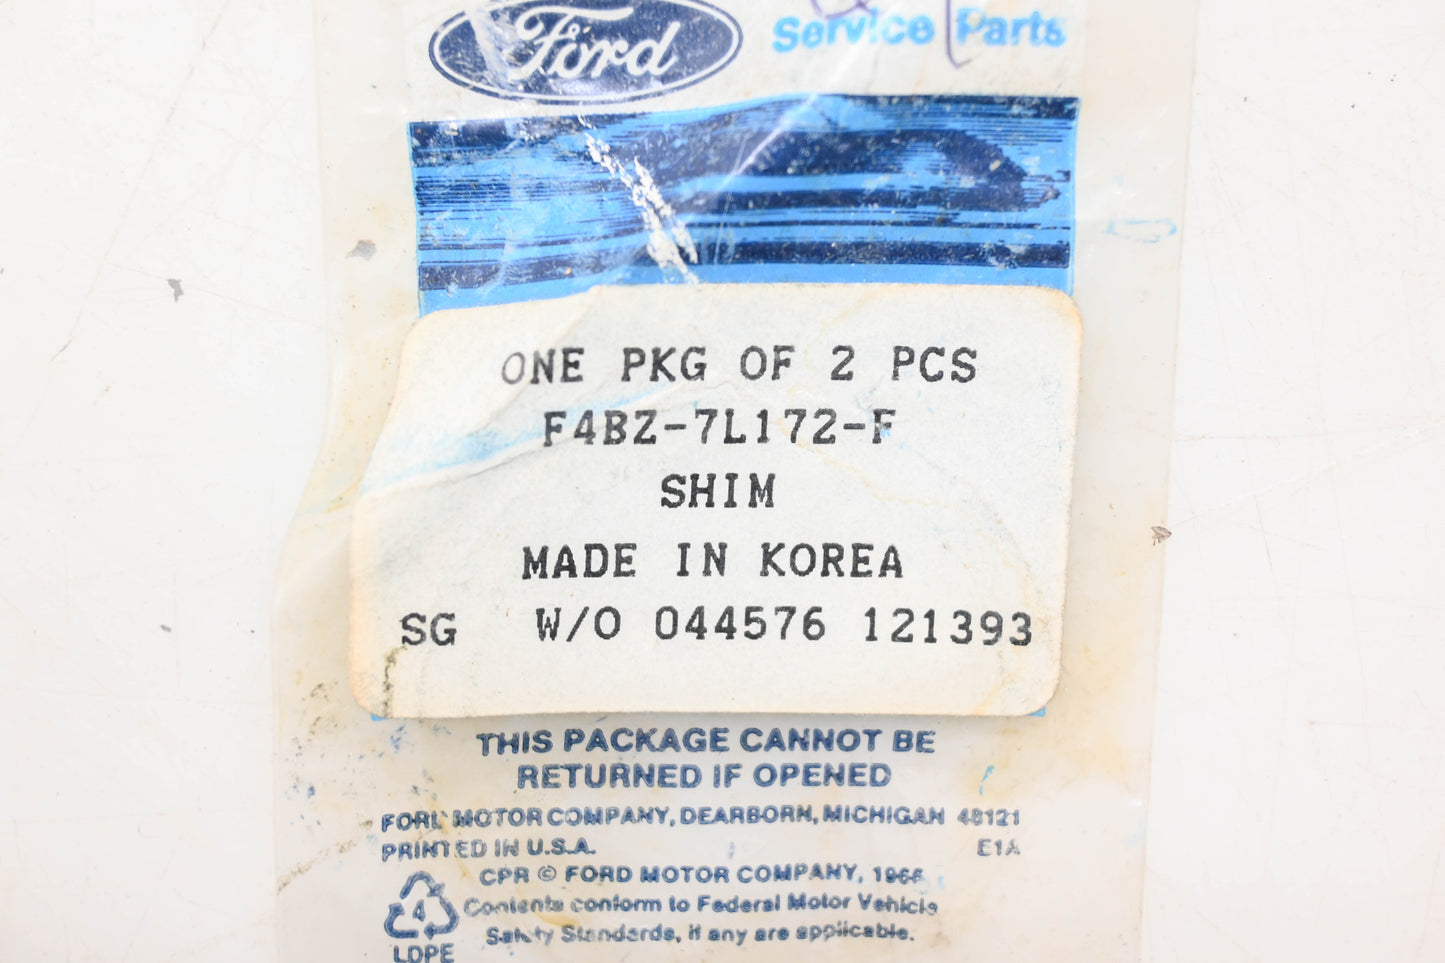 Ford
Service Parts
ONE PKG OF 2 PCS
F4BZ-7L172-F
SHIM
MADE IN KOREA
SG W/O 044576 121393
THIS PACKAGE CANNOT BE
RETURNED IF OPENED
FORD MOTOR COMPANY, DEARBORN, MICHIGAN 48121
PRINTED IN U.S.A. E1A
CPR © FORD MOTOR COMPANY, 1966
Contents conform to Federal Motor Vehicle
Safety Standards, if any are applicable.
4
LDPE